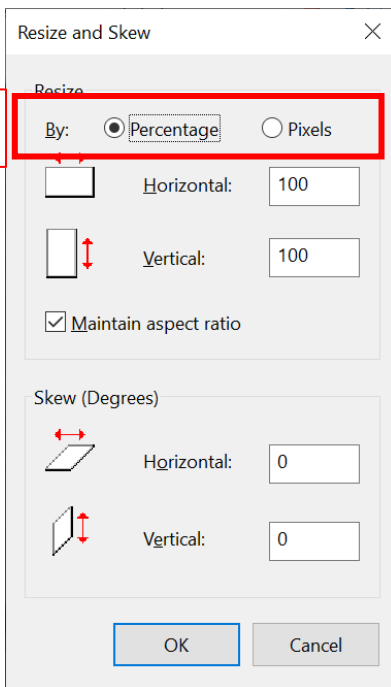 Resize and Skew
Resize
By: Percentage Pixels
Horizontal: 100
Vertical: 100
Maintain aspect ratio
Skew (Degrees)
Horizontal: 0
Vertical: 0
OK Cancel